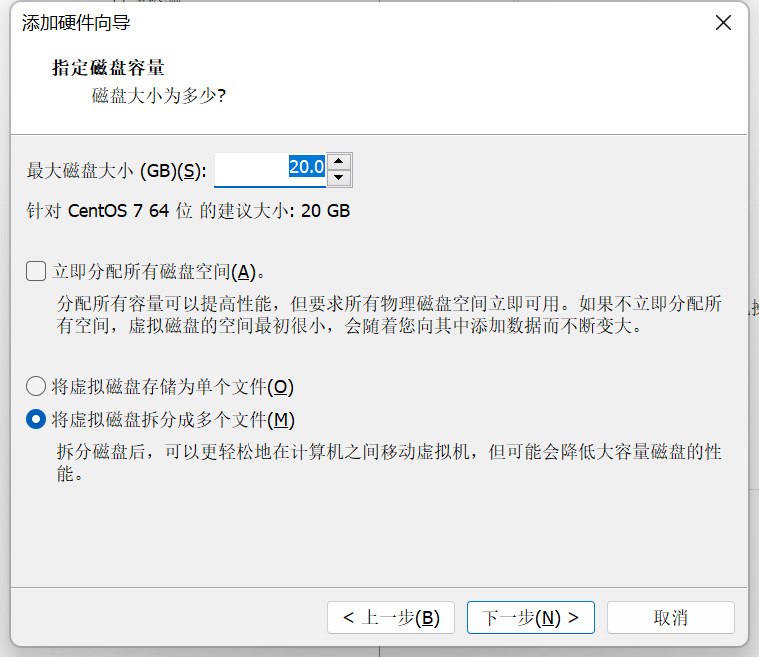 添加硬件向导
指定磁盘容量
磁盘大小为多少?
最大磁盘大小 (GB)(S): 20.0
针对 CentOS 7 64 位 的建议大小: 20 GB
立即分配所有磁盘空间(A)。
分配所有容量可以提高性能，但要求所有物理磁盘空间立即可用。如果不立即分配所
有空间，虚拟磁盘的空间最初很小，会随着您向其中添加数据而不断变大。
将虚拟磁盘存储为单个文件(O)
将虚拟磁盘拆分成多个文件(M)
拆分磁盘后，可以更轻松地在计算机之间移动虚拟机，但可能会降低大容量磁盘的性
能。
< 上一步(B) 下一步(N) > 取消